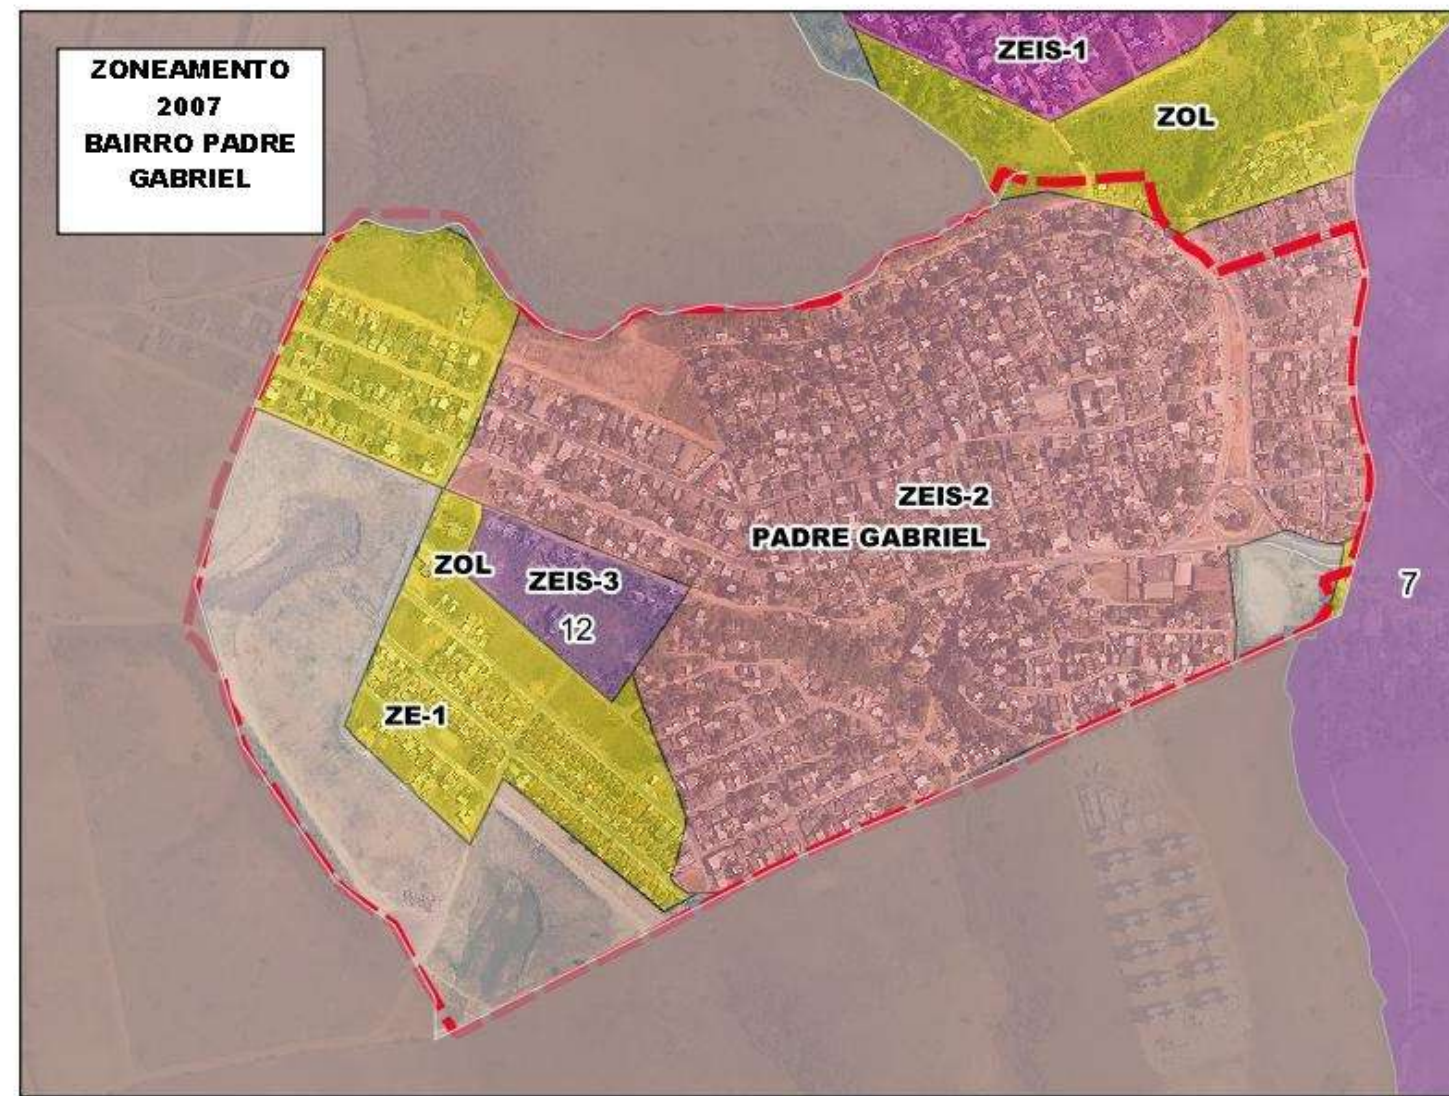 ZONEAMENTO
2007
BAIRRO PADRE
GABRIEL
ZEIS-1
ZOL
ZEIS-2
PADRE GABRIEL
ZOL
ZEIS-3
12
7
ZE-1